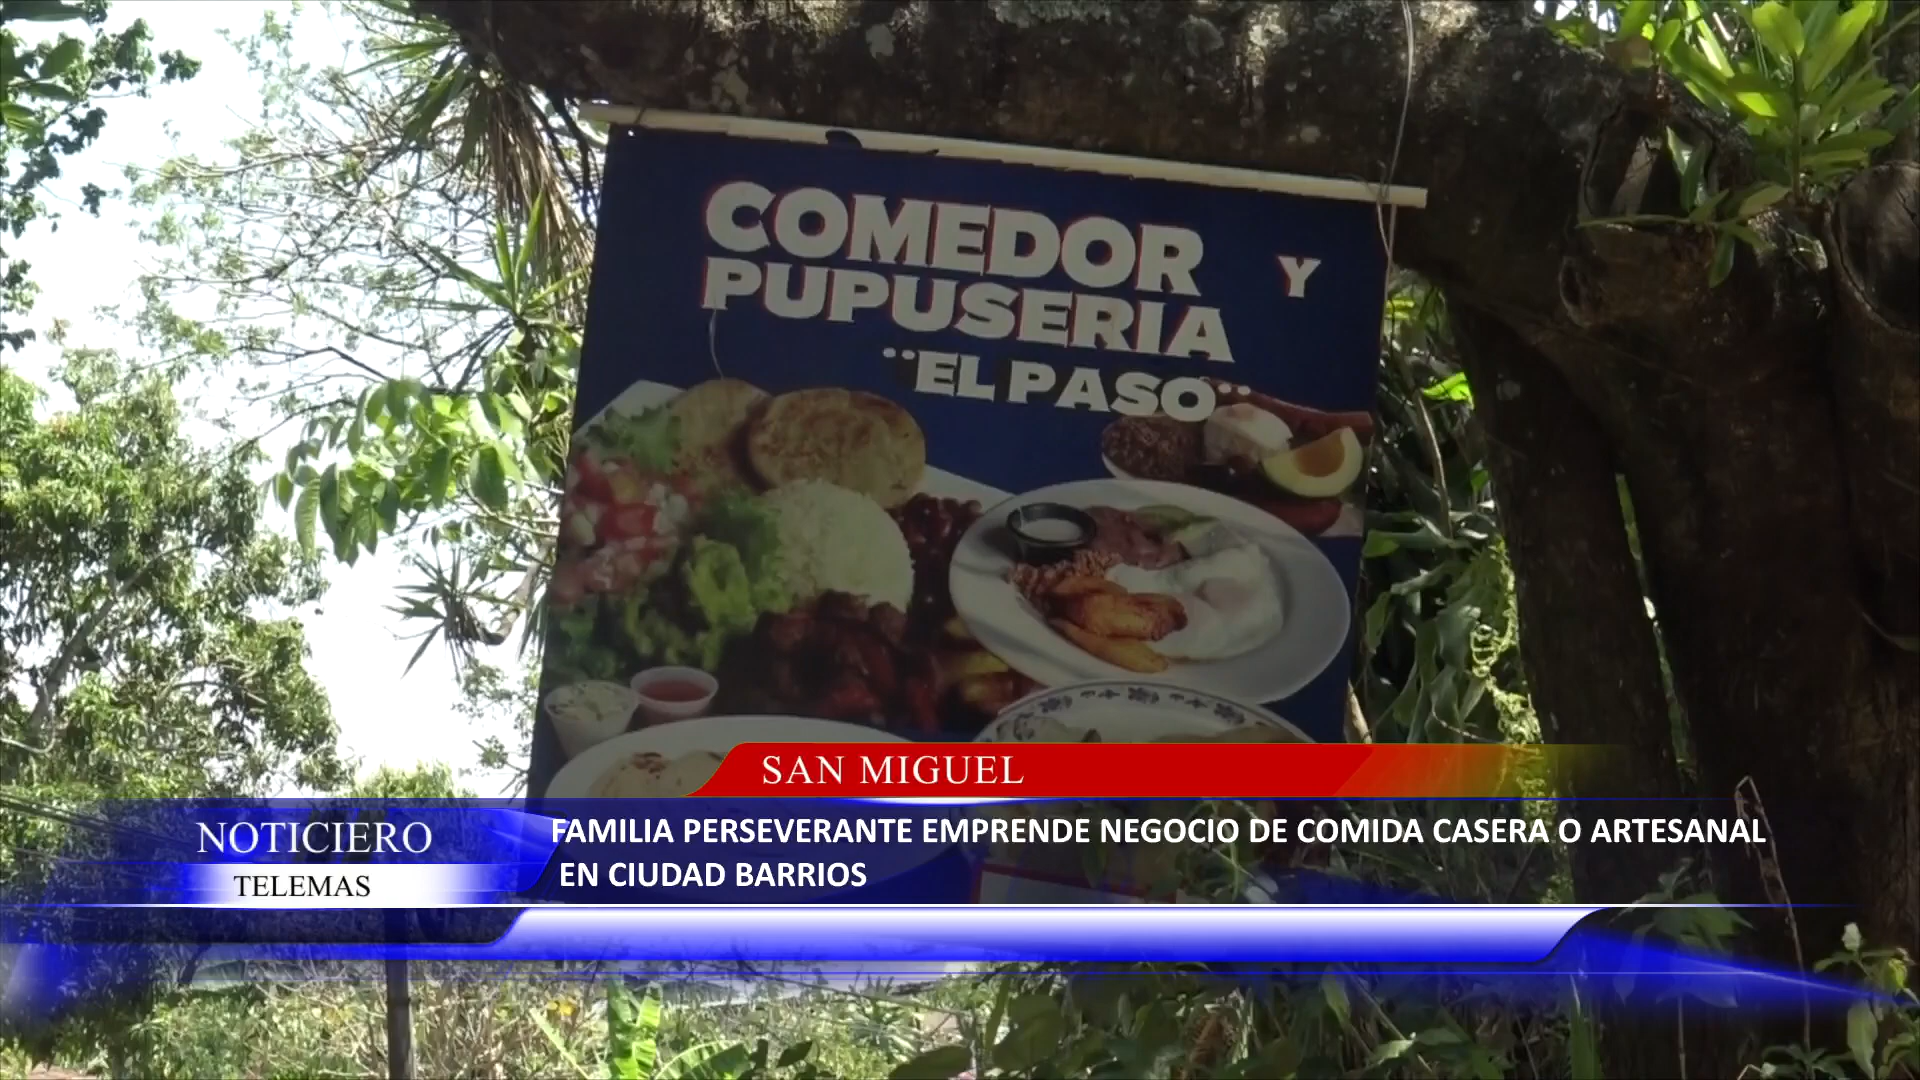 COMEDOR Y
PUPUSERIA
¨EL PASO¨
SAN MIGUEL
NOTICIERO
TELEMAS
FAMILIA PERSEVERANTE EMPRENDE NEGOCIO DE COMIDA CASERA O ARTESANAL
EN CIUDAD BARRIOS